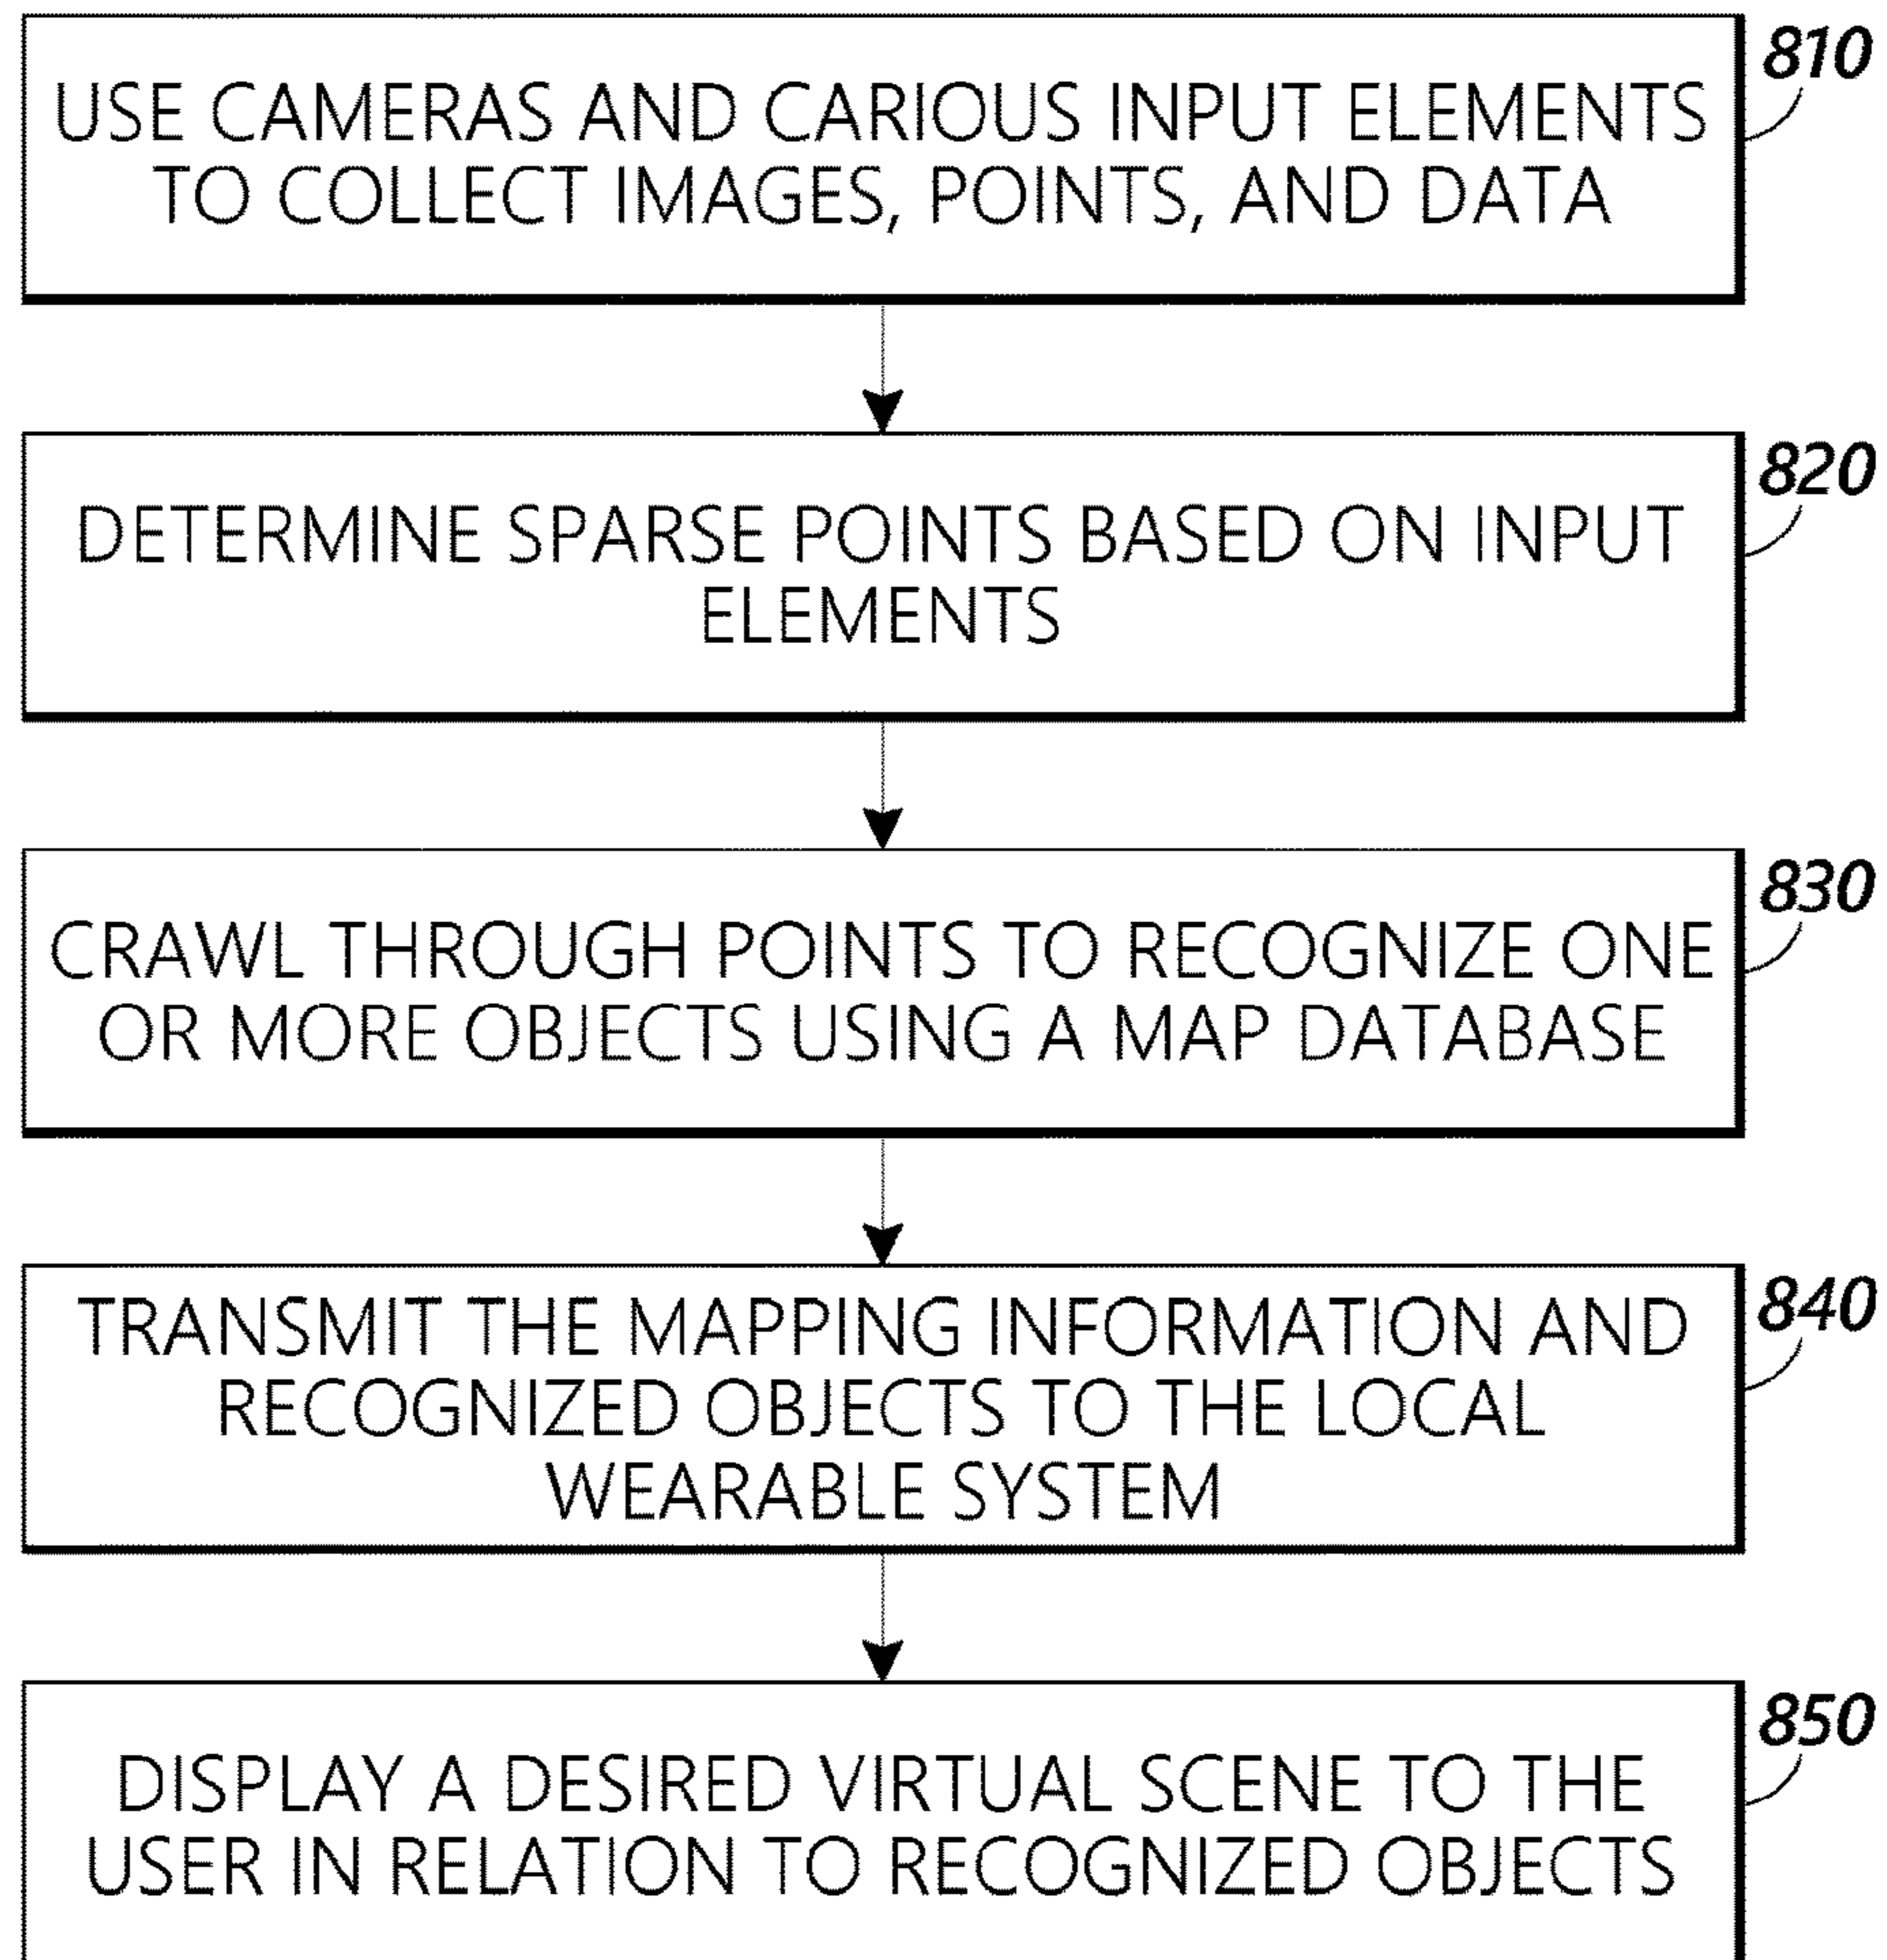 810
USE CAMERAS AND CARIOUS INPUT ELEMENTS
TO COLLECT IMAGES, POINTS, AND DATA
820
DETERMINE SPARSE POINTS BASED ON INPUT
ELEMENTS
830
CRAWL THROUGH POINTS TO RECOGNIZE ONE
OR MORE OBJECTS USING A MAP DATABASE
840
TRANSMIT THE MAPPING INFORMATION AND
RECOGNIZED OBJECTS TO THE LOCAL
WEARABLE SYSTEM
850
DISPLAY A DESIRED VIRTUAL SCENE TO THE
USER IN RELATION TO RECOGNIZED OBJECTS